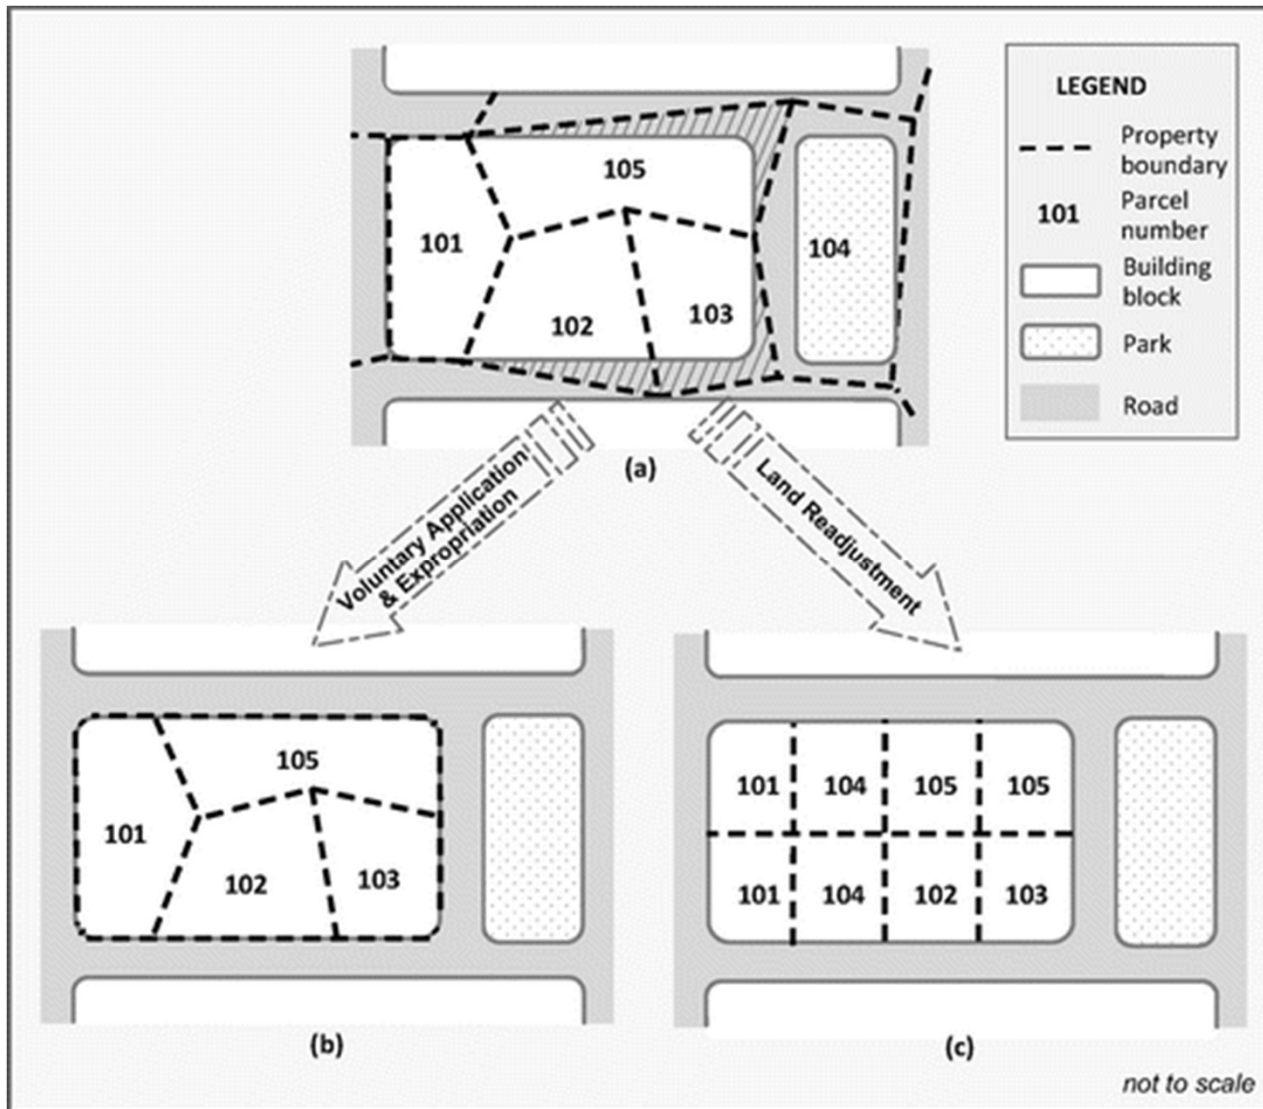 LEGEND
Property
boundary
101
Parcel
number
Building
block
Park
Road
105
101
104
102
103
(a)
Voluntary Application
& Expropriation
Land Readjustment
105
101
102
103
(b)
101 104 105 105
101 104 102 103
(c)
not to scale